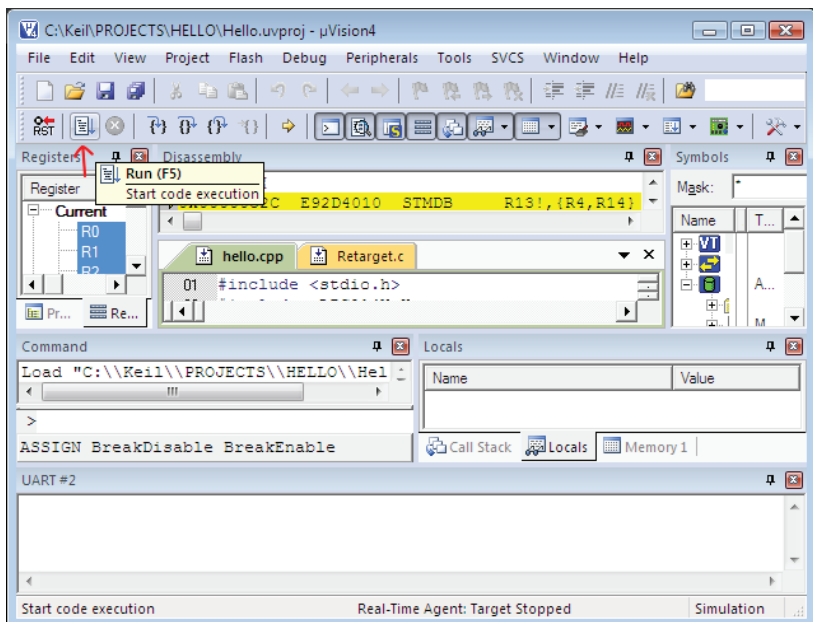 C:\Keil\PROJECTS\HELLO\Hello.uvproj - µVision4
File Edit View Project Flash Debug Peripherals Tools SVCS Window Help
RST
Registers Disassembly Symbols
Run (F5)
Start code execution
Register
Current
R0
R1
R2
E92D4010 STMDB R13!,{R4,R14}
Mask: *
Name T...
VT
A...
M
hello.cpp Retarget.c
01 #include <stdio.h>
Pr... Re...
Command Locals
Load "C:\\Keil\\PROJECTS\\HELLO\\Hel
Name Value
>
ASSIGN BreakDisable BreakEnable
Call Stack Locals Memory 1
UART #2
Start code execution Real-Time Agent: Target Stopped Simulation